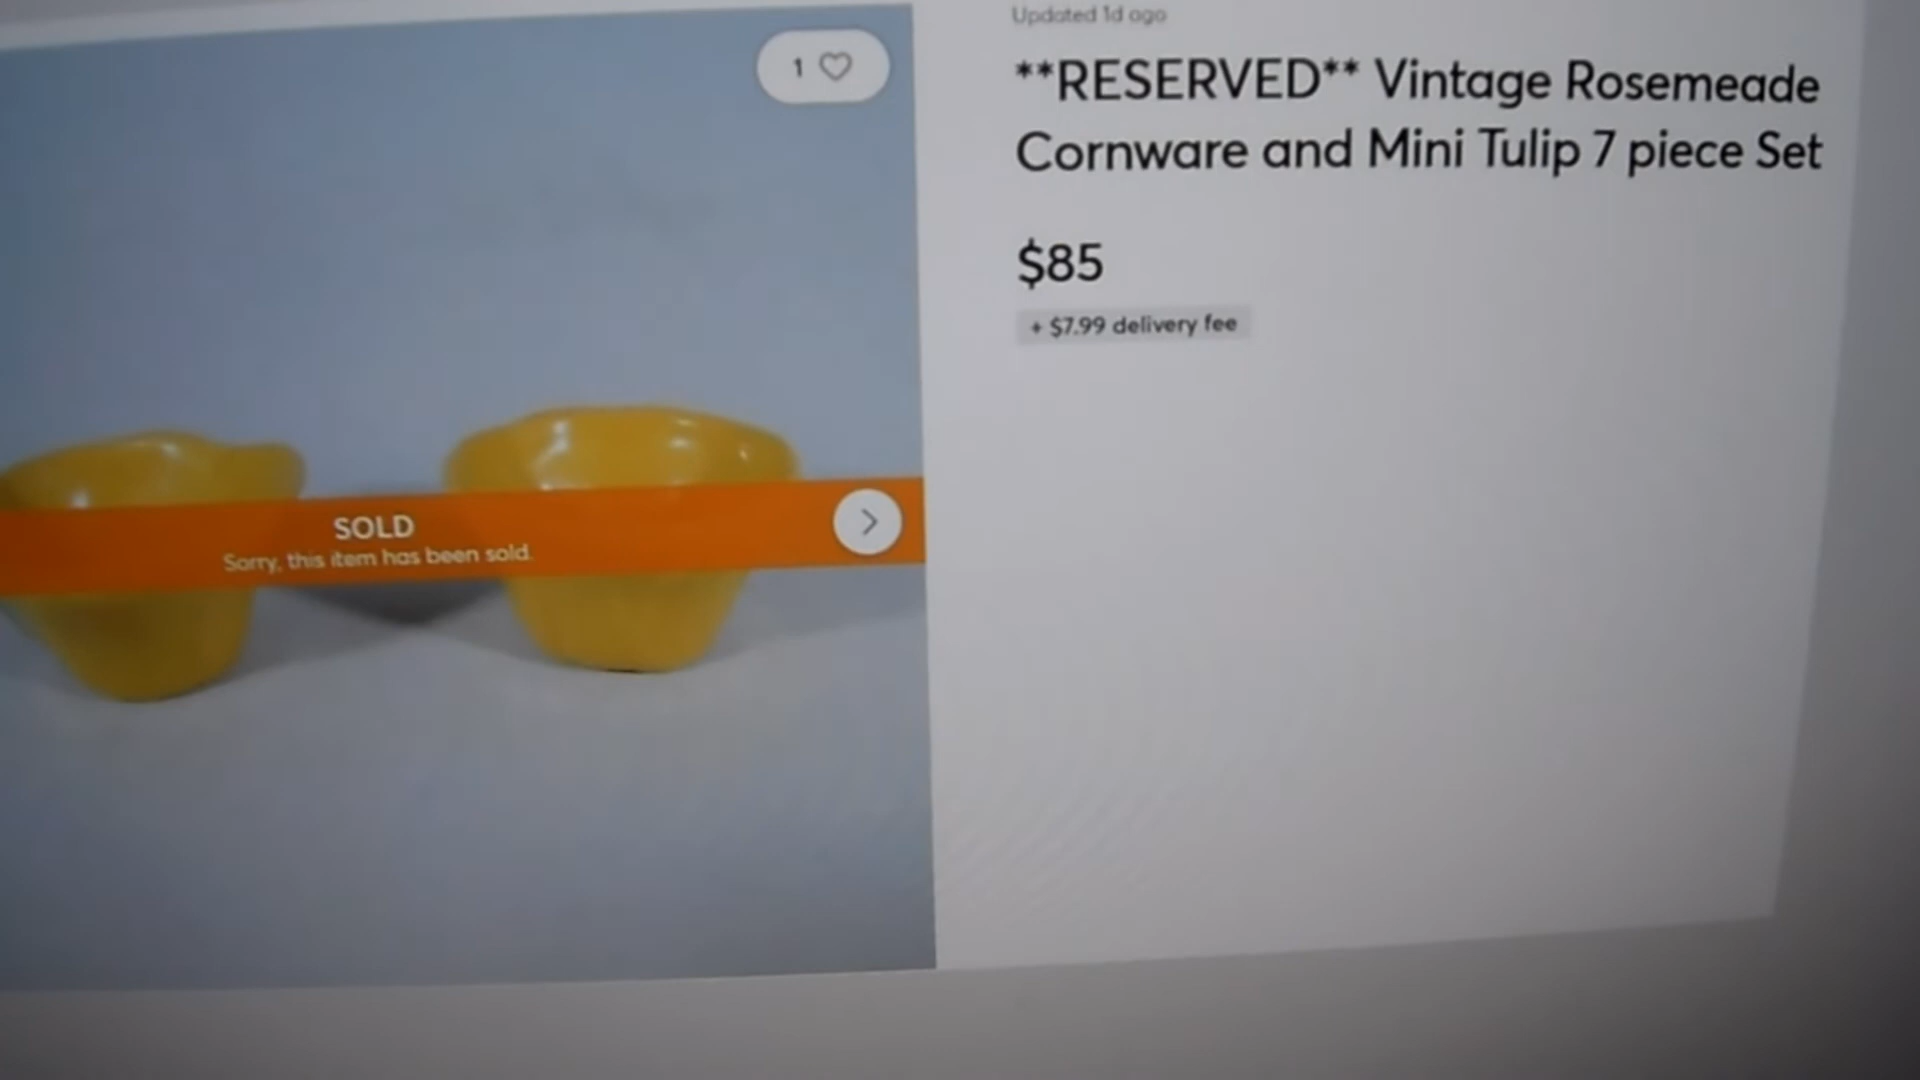 Updated 1d ago
1
**RESERVED** Vintage Rosemeade
Cornware and Mini Tulip 7 piece Set
$85
+ $7.99 delivery fee
SOLD
Sorry, this item has been sold.